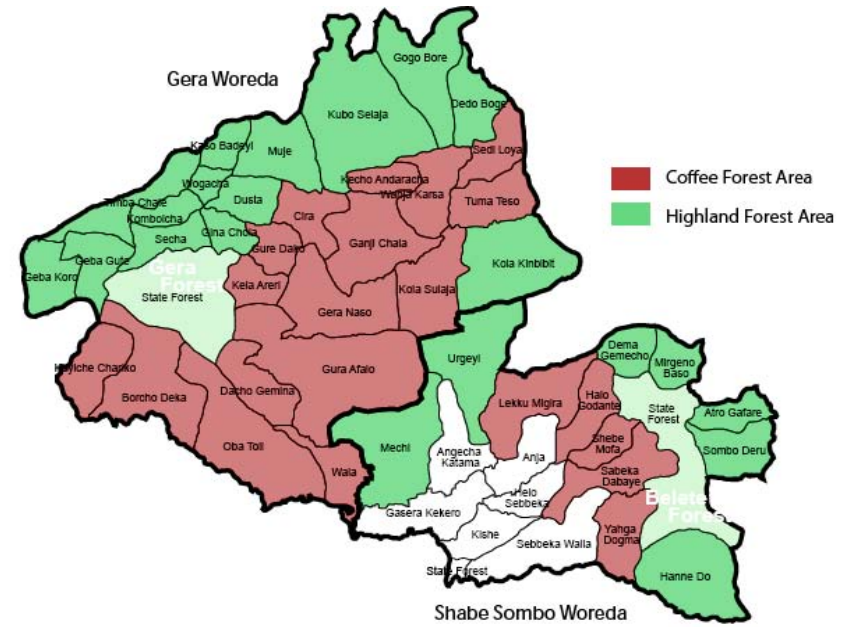 Gera Woreda
Gogo Bore
Kubo Selaja
Dedo Boge
Kaso Badeyi
Muje
Sedi Loya
Coffee Forest Area
Highland Forest Area
Wogacha
Kecho Andaracha
Wanja Karsa
Timba Chate
Dusta
Tuma Teso
Kombolcha
Cira
Secha
Gina Chola
Ganji Chala
Gure Dako
Geba Gute
Geba Koro
Gera
Forest
State Forest
Kela Areri
Kola Sulaja
Kola Kinbibit
Gera Naso
Urgeyi
Dema
Gemecho
Mirgeno
Baso
Chariko
Borcho Deka
Dacho Gemina
Gura Afalo
Lekku Migira
Halo
Godante
State
Forest
Atro Gafare
Oba Toli
Wala
Mechi
Angecha
Katama
Anja
Shebe
Mofa
Sombo Deru
Sabeka
Dabaye
Helo
Sebbeka
Belete
Forest
Gasera Kekero
Kishe
Sebbeka Walla
Yahga
Dogma
State Forest
Hanne Do
Shabe Sombo Woreda